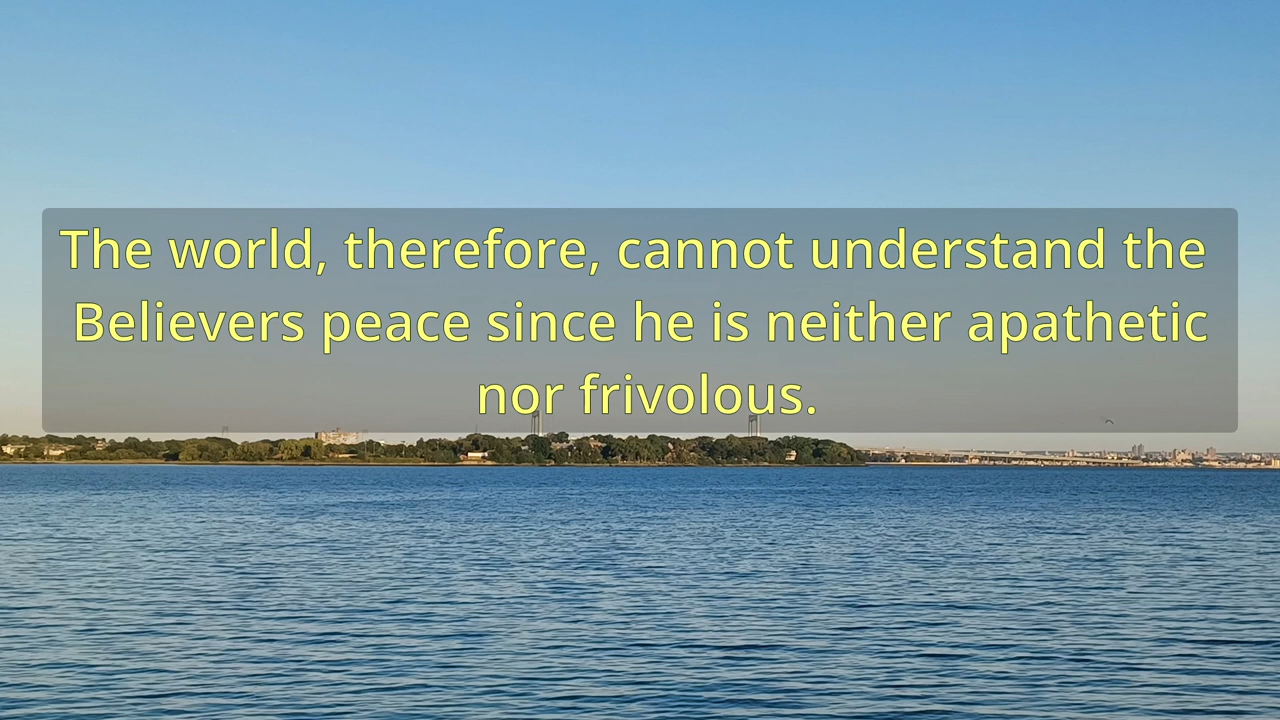 The world, therefore, cannot understand the
Believers peace since he is neither apathetic
nor frivolous.